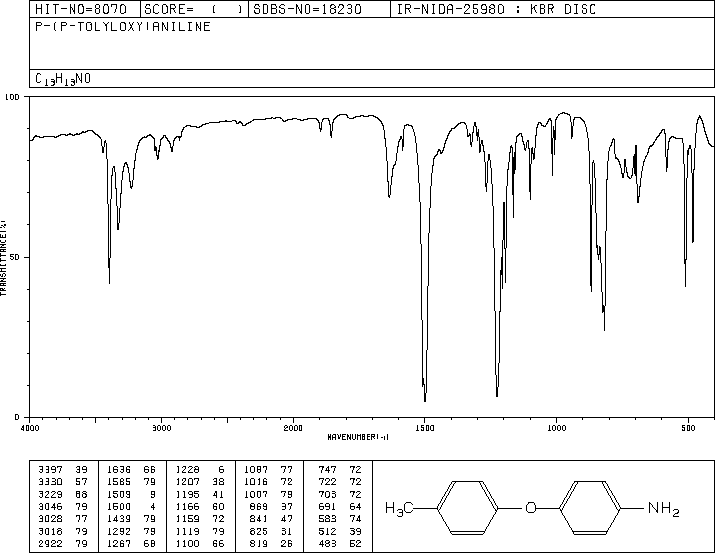 HIT-NO=8070 SCORE= ( ) SDBS-NO=18230 IR-NIDA-25980 : KBR DISC
P-(P-TOLYLOXY)ANILINE
C13H13NO
100
TRANSMITTANCE(%)
50
0
4000 3000 2000 1500 1000 500
WAVENUMBER(-1)
3397 39 1636 66 1228 6 1087 77 747 72
3330 57 1585 79 1207 38 1016 72 722 72
3229 68 1509 9 1195 41 1007 79 703 72
3046 79 1500 4 1166 60 869 37 691 64
3028 77 1439 79 1159 72 841 47 583 74
3018 79 1292 79 1119 79 825 31 512 39
2922 79 1267 68 1100 66 819 26 483 52
H3C O NH2